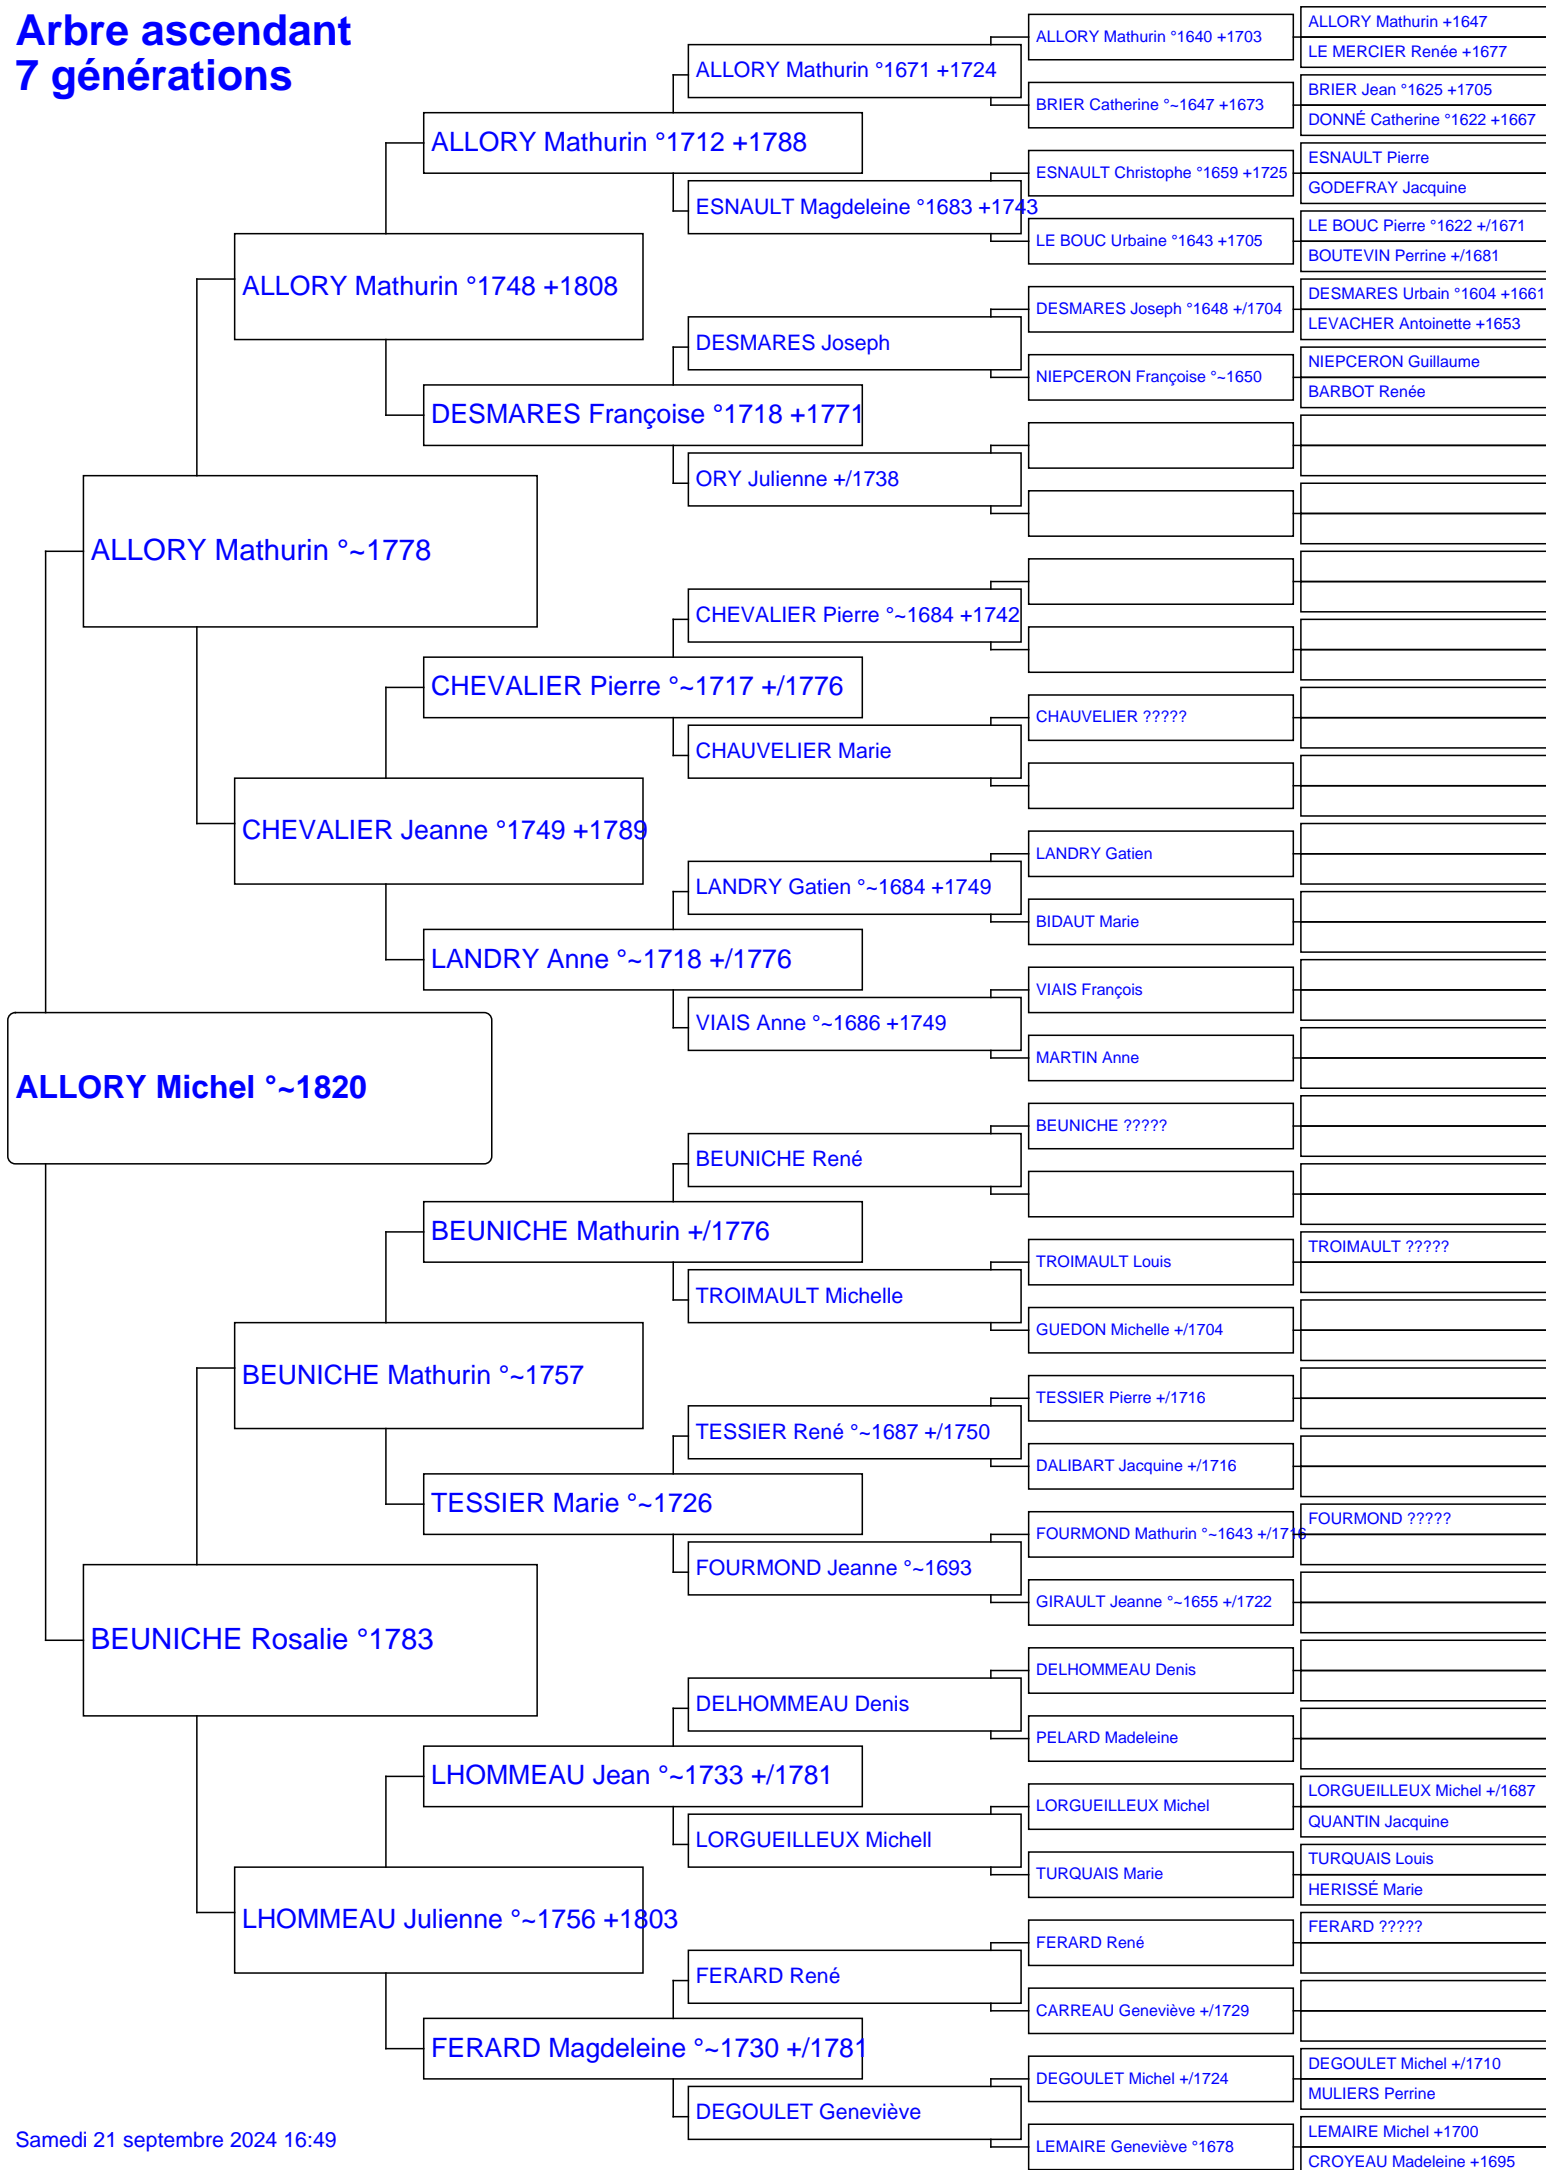 Arbre ascendant
7 générations
ALLORY Michel °~1820
ALLORY Mathurin °~1778
BEUNICHE Rosalie °1783
ALLORY Mathurin °1748 +1808
CHEVALIER Jeanne °1749 +1789
BEUNICHE Mathurin °~1757
LHOMMEAU Julienne °~1756 +1803
ALLORY Mathurin °1712 +1788
DESMARES Françoise °1718 +1771
CHEVALIER Pierre °~1717 +/1776
LANDRY Anne °~1718 +/1776
BEUNICHE Mathurin +/1776
TESSIER Marie °~1726
LHOMMEAU Jean °~1733 +/1781
FERARD Magdeleine °~1730 +/1781
ALLORY Mathurin °1671 +1724
ESNAULT Magdeleine °1683 +1743
DESMARES Joseph
ORY Julienne +/1738
CHEVALIER Pierre °~1684 +1742
CHAUVELIER Marie
LANDRY Gatien °~1684 +1749
VIAIS Anne °~1686 +1749
BEUNICHE René
TROIMAULT Michelle
TESSIER René °~1687 +/1750
FOURMOND Jeanne °~1693
DELHOMMEAU Denis
LORGUEILLEUX Michell
FERARD René
DEGOULET Geneviève
ALLORY Mathurin °1640 +1703
BRIER Catherine °~1647 +1673
ESNAULT Christophe °1659 +1725
LE BOUC Urbaine °1643 +1705
DESMARES Joseph °1648 +/1704
NIEPCERON Françoise °~1650
CHAUVELIER ?????
LANDRY Gatien
BIDAUT Marie
VIAIS François
MARTIN Anne
BEUNICHE ?????
TROIMAULT Louis
GUEDON Michelle +/1704
TESSIER Pierre +/1716
DALIBART Jacquine +/1716
FOURMOND Mathurin °~1643 +/1716
GIRAULT Jeanne °~1655 +/1722
DELHOMMEAU Denis
PELARD Madeleine
LORGUEILLEUX Michel
TURQUAIS Marie
FERARD René
CARREAU Geneviève +/1729
DEGOULET Michel +/1724
LEMAIRE Geneviève °1678
ALLORY Mathurin +1647
LE MERCIER Renée +1677
BRIER Jean °1625 +1705
DONNÉ Catherine °1622 +1667
ESNAULT Pierre
GODEFRAY Jacquine
LE BOUC Pierre °1622 +/1671
BOUTEVIN Perrine +/1681
DESMARES Urbain °1604 +1661
LEVACHER Antoinette +1653
NIEPCERON Guillaume
BARBOT Renée
TROIMAULT ?????
FOURMOND ?????
LORGUEILLEUX Michel +/1687
QUANTIN Jacquine
TURQUAIS Louis
HERISSÉ Marie
FERARD ?????
DEGOULET Michel +/1710
MULIERS Perrine
LEMAIRE Michel +1700
CROYEAU Madeleine +1695
Samedi 21 septembre 2024 16:49